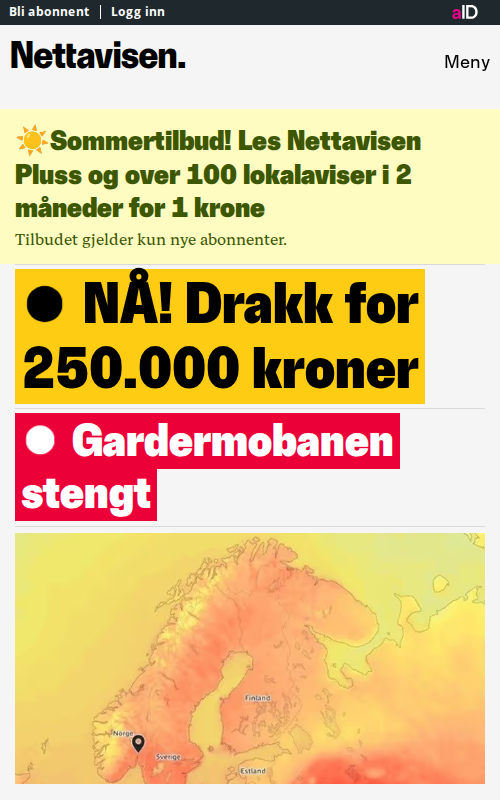 Bli abonnent | Logg inn
aID
Nettavisen.
Meny
☀️Sommertilbud! Les Nettavisen
Pluss og over 100 lokalaviser i 2
måneder for 1 krone
Tilbudet gjelder kun nye abonnenter.
● NÅ! Drakk for
250.000 kroner
● Gardermobanen
stengt
Finland
Norge
Sverige
Estland